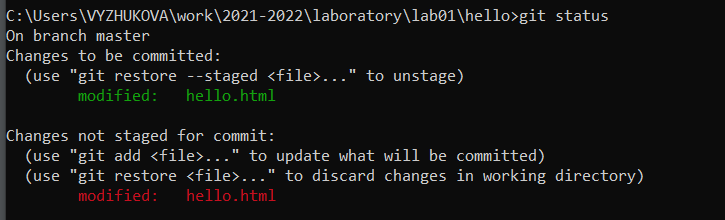 C:\Users\VYZHUKOVA\work\2021-2022\laboratory\lab01\hello>git status
On branch master
Changes to be committed:
  (use "git restore --staged <file>..." to unstage)
        modified:   hello.html

Changes not staged for commit:
  (use "git add <file>..." to update what will be committed)
  (use "git restore <file>..." to discard changes in working directory)
        modified:   hello.html